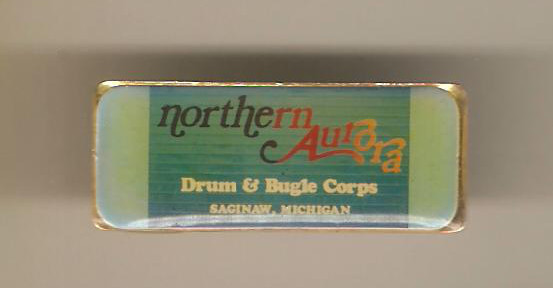 northern
Aurora
Drum & Bugle Corps
SAGINAW, MICHIGAN